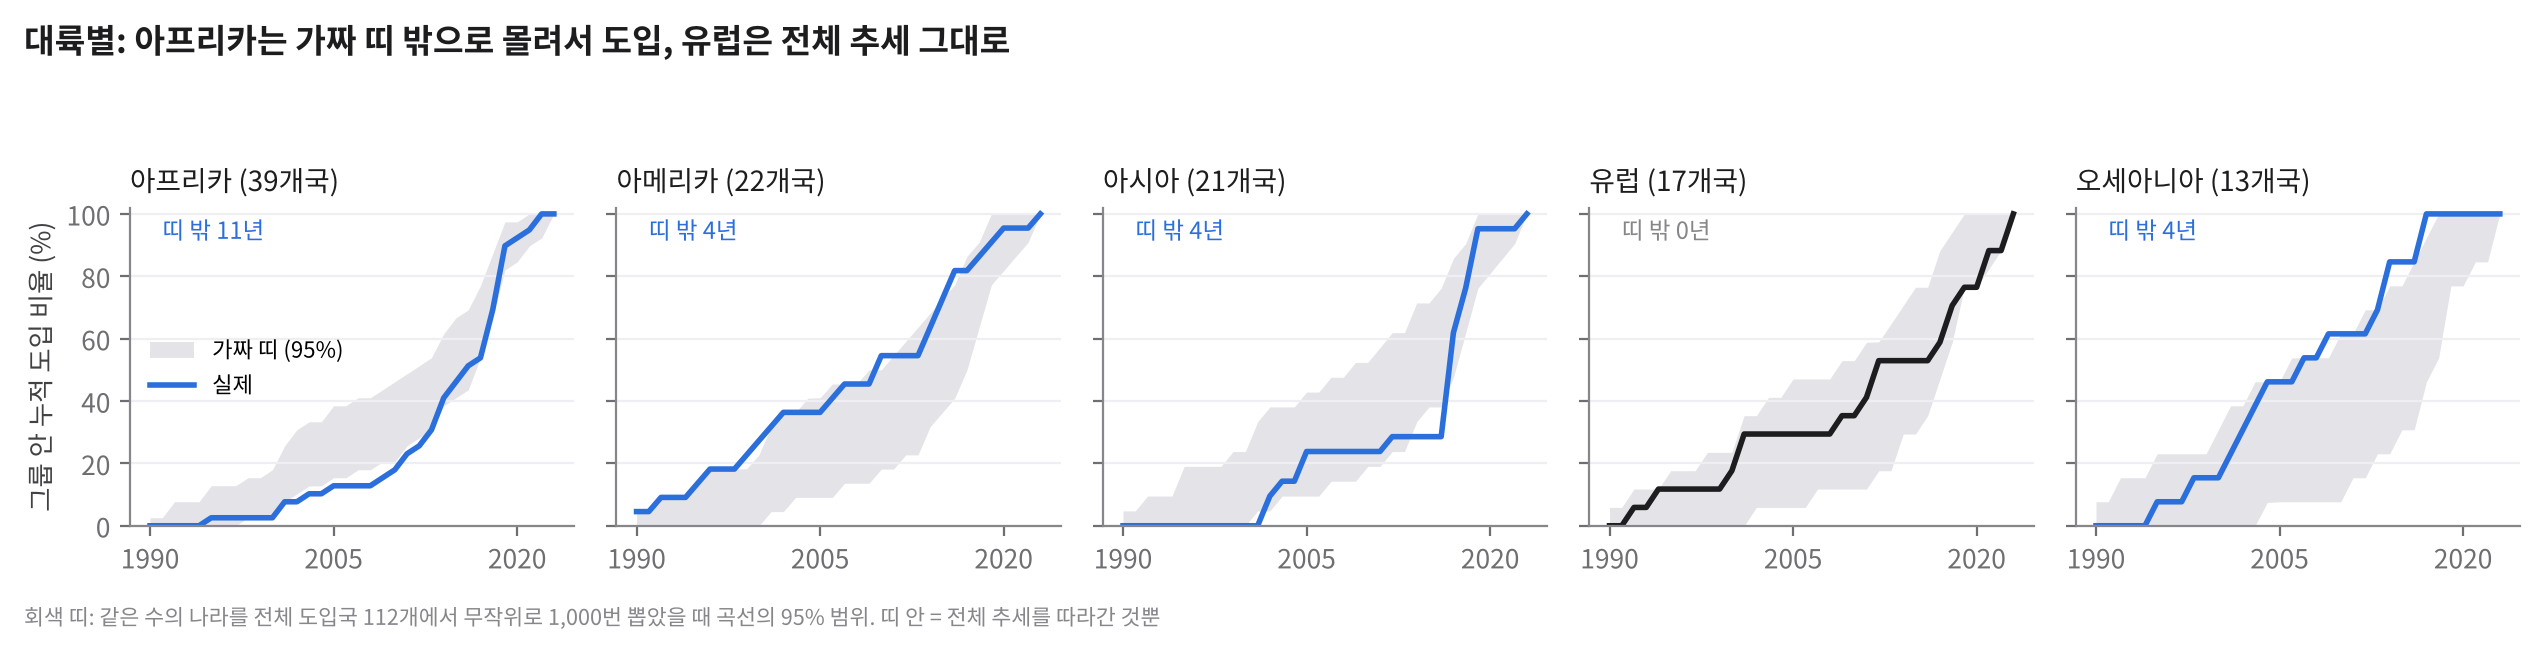 대륙별: 아프리카는 가짜 띠 밖으로 몰려서 도입, 유럽은 전체 추세 그대로
아프리카 (39개국)
띠 밖 11년
그룹 안 누적 도입 비율 (%)
100
80
60
40
20
0
가짜 띠 (95%)
실제
1990
2005
2020
아메리카 (22개국)
띠 밖 4년
1990
2005
2020
아시아 (21개국)
띠 밖 4년
1990
2005
2020
유럽 (17개국)
띠 밖 0년
1990
2005
2020
오세아니아 (13개국)
띠 밖 4년
1990
2005
2020
회색 띠: 같은 수의 나라를 전체 도입국 112개에서 무작위로 1,000번 뽑았을 때 곡선의 95% 범위. 띠 안 = 전체 추세를 따라간 것뿐